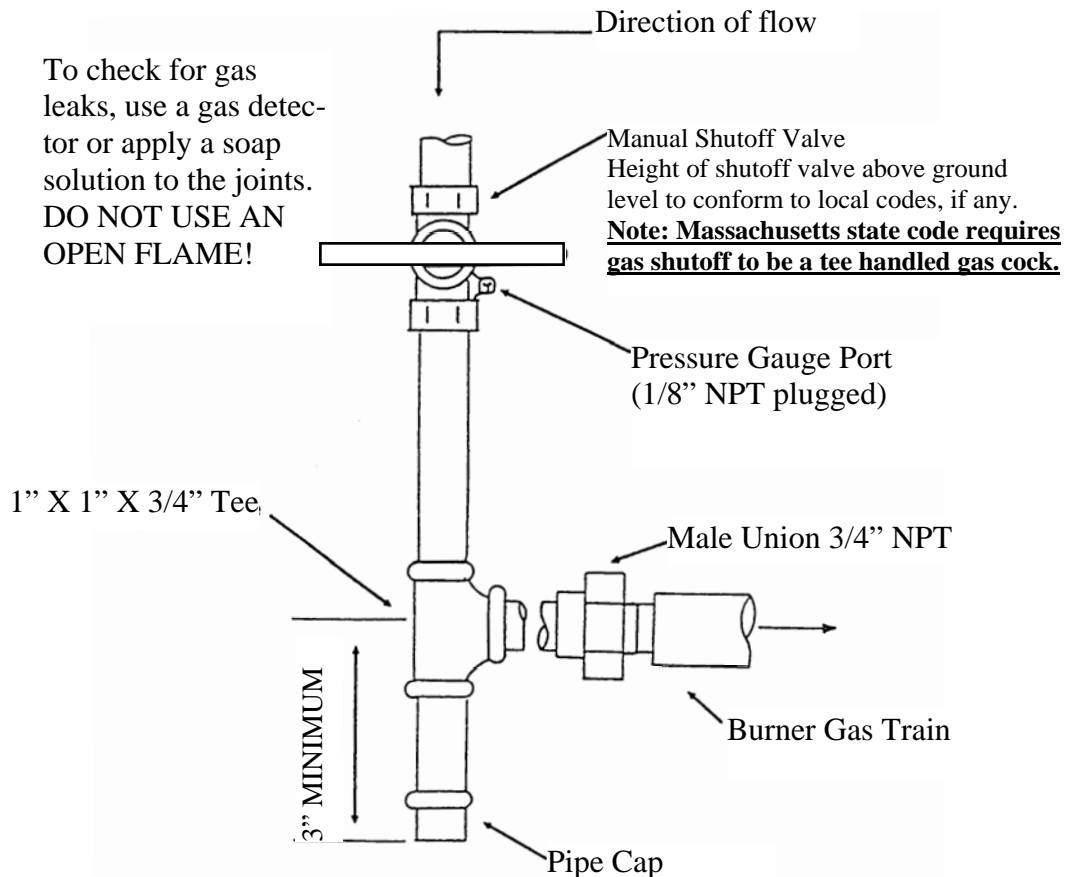 Direction of flow
To check for gas
leaks, use a gas detec-
tor or apply a soap
solution to the joints.
DO NOT USE AN
OPEN FLAME!
Manual Shutoff Valve
Height of shutoff valve above ground
level to conform to local codes, if any.
Note: Massachusetts state code requires
gas shutoff to be a tee handled gas cock.
Pressure Gauge Port
(1/8” NPT plugged)
1” X 1” X 3/4” Tee
Male Union 3/4” NPT
3” MINIMUM
Burner Gas Train
Pipe Cap